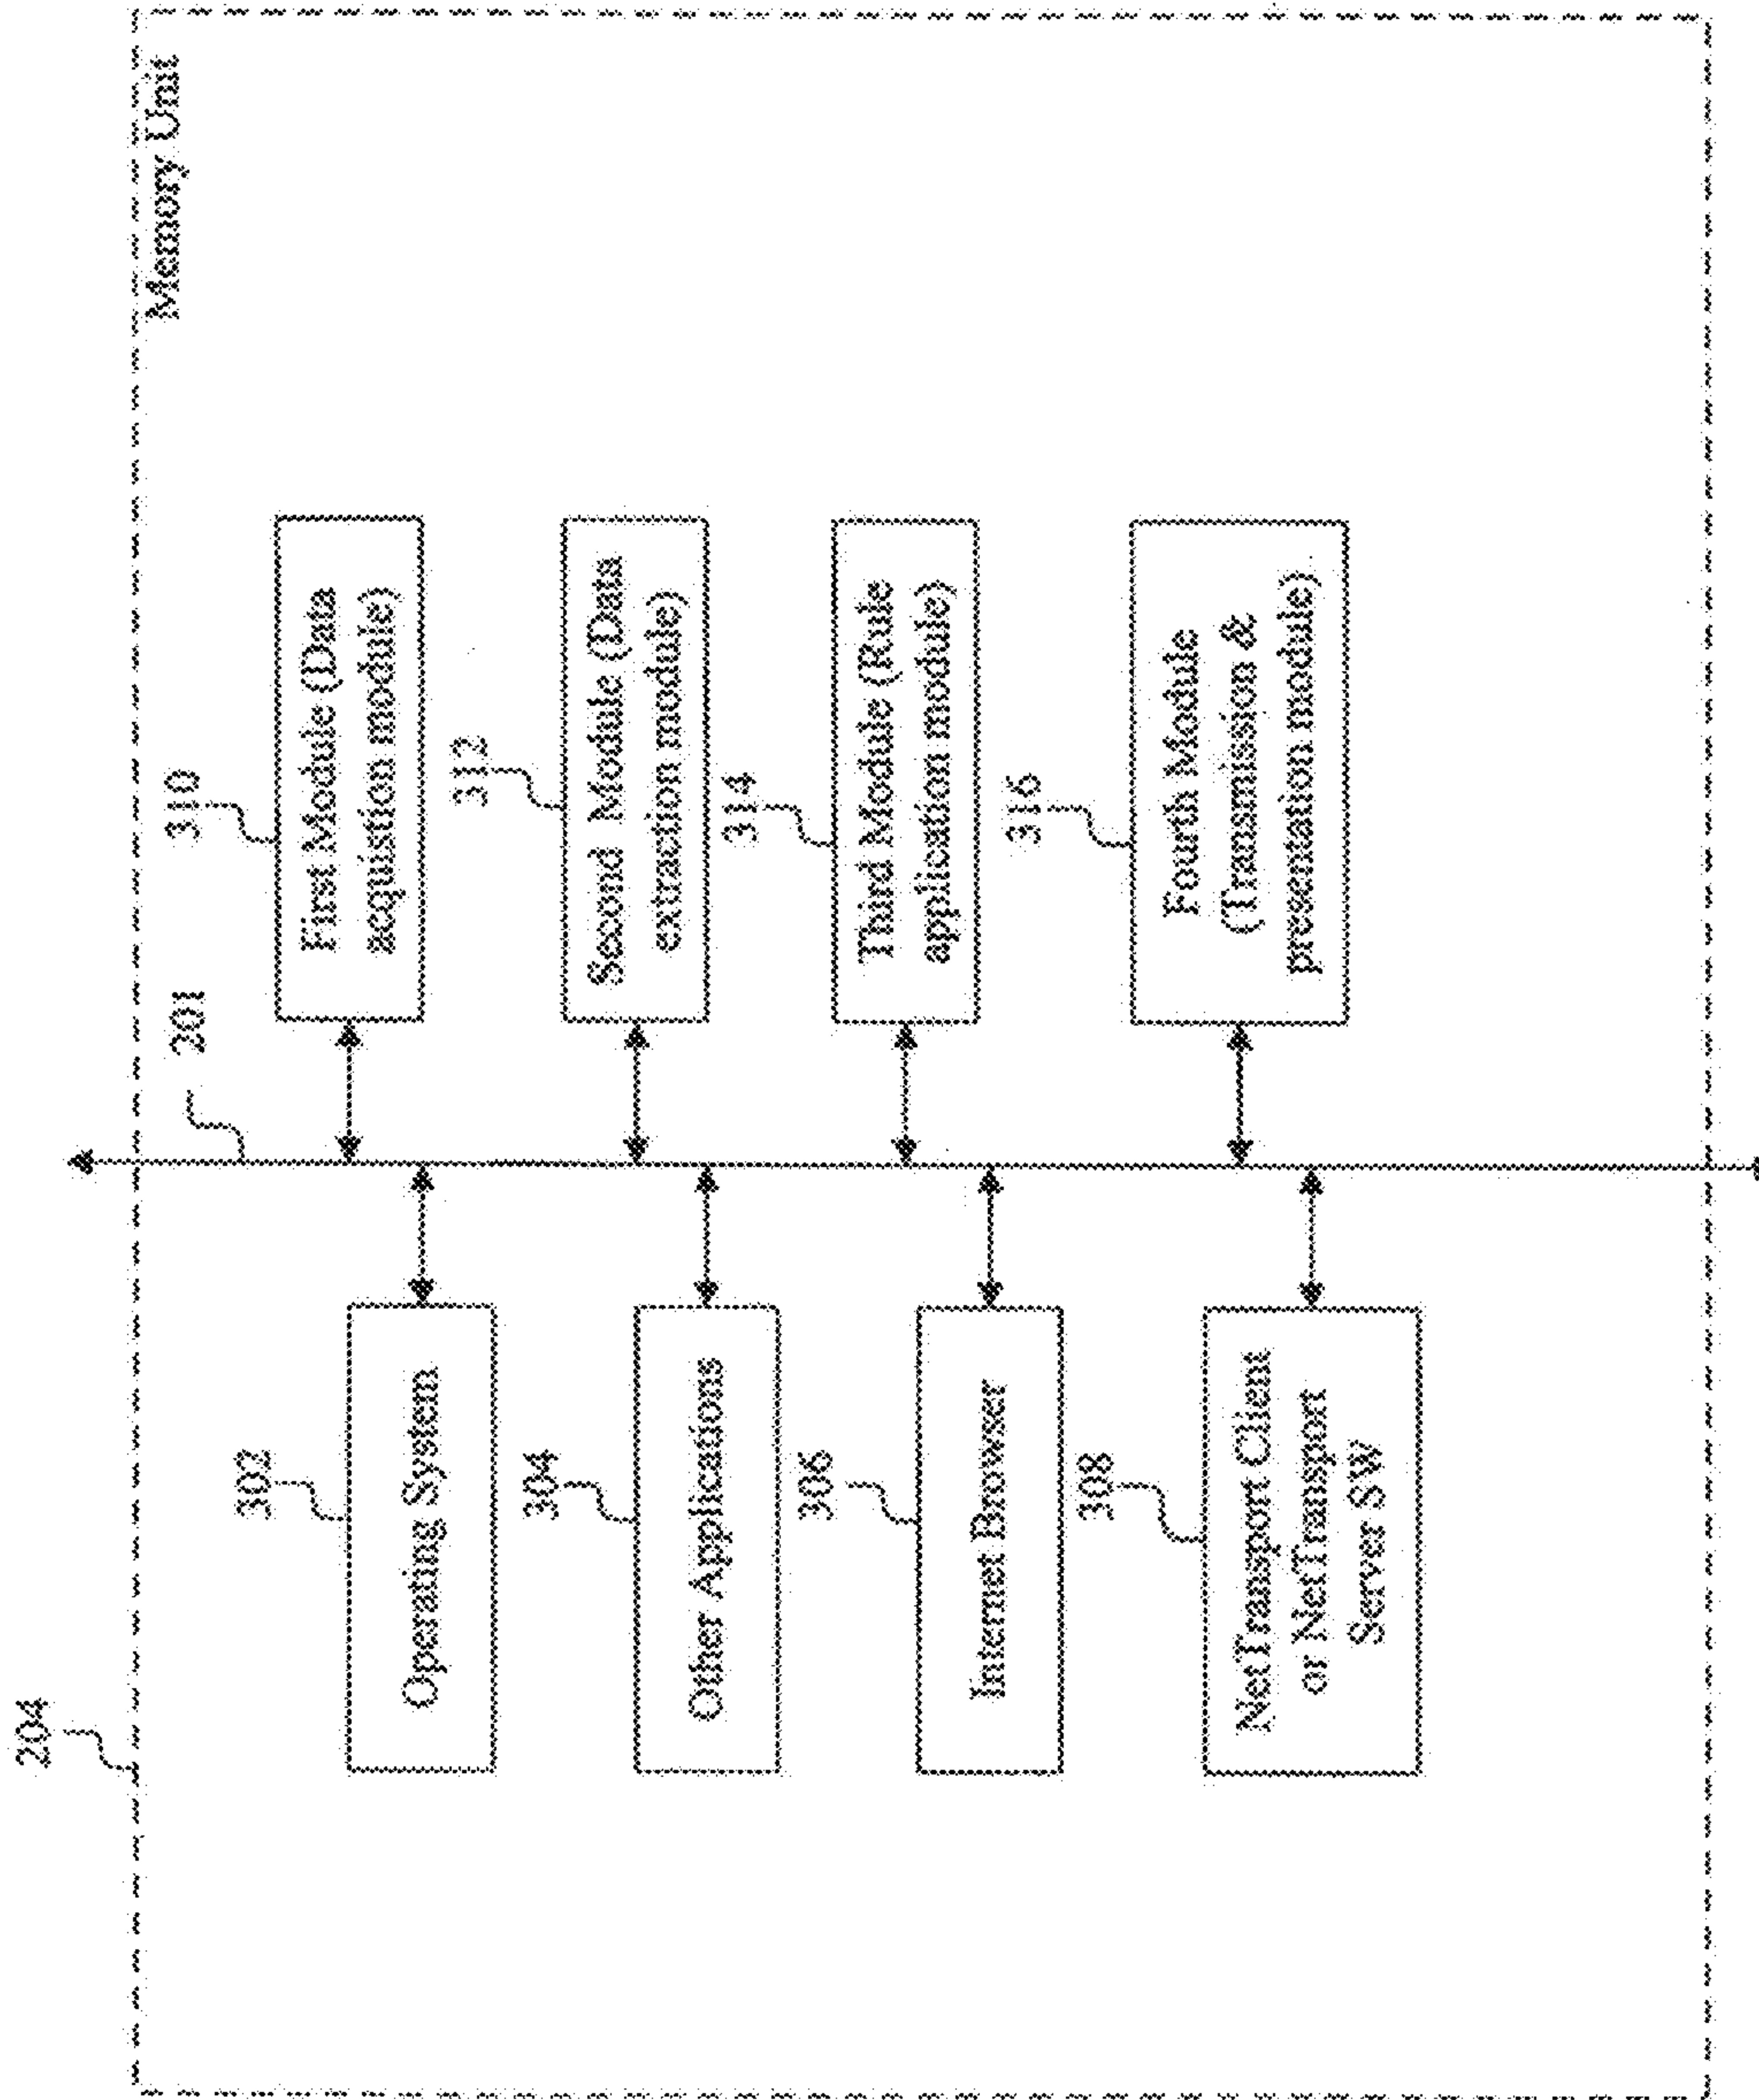 204
Memory Unit
201
302
Operating System
304
Other Applications
306
Internet Browser
308
NetTransport Client
or NetTransport
Server SW
310
First Module (Data
acquistion module)
312
Second Module (Data
extraction module)
314
Third Module (Rule
application module)
316
Fourth Module
(Transmission &
presentation module)